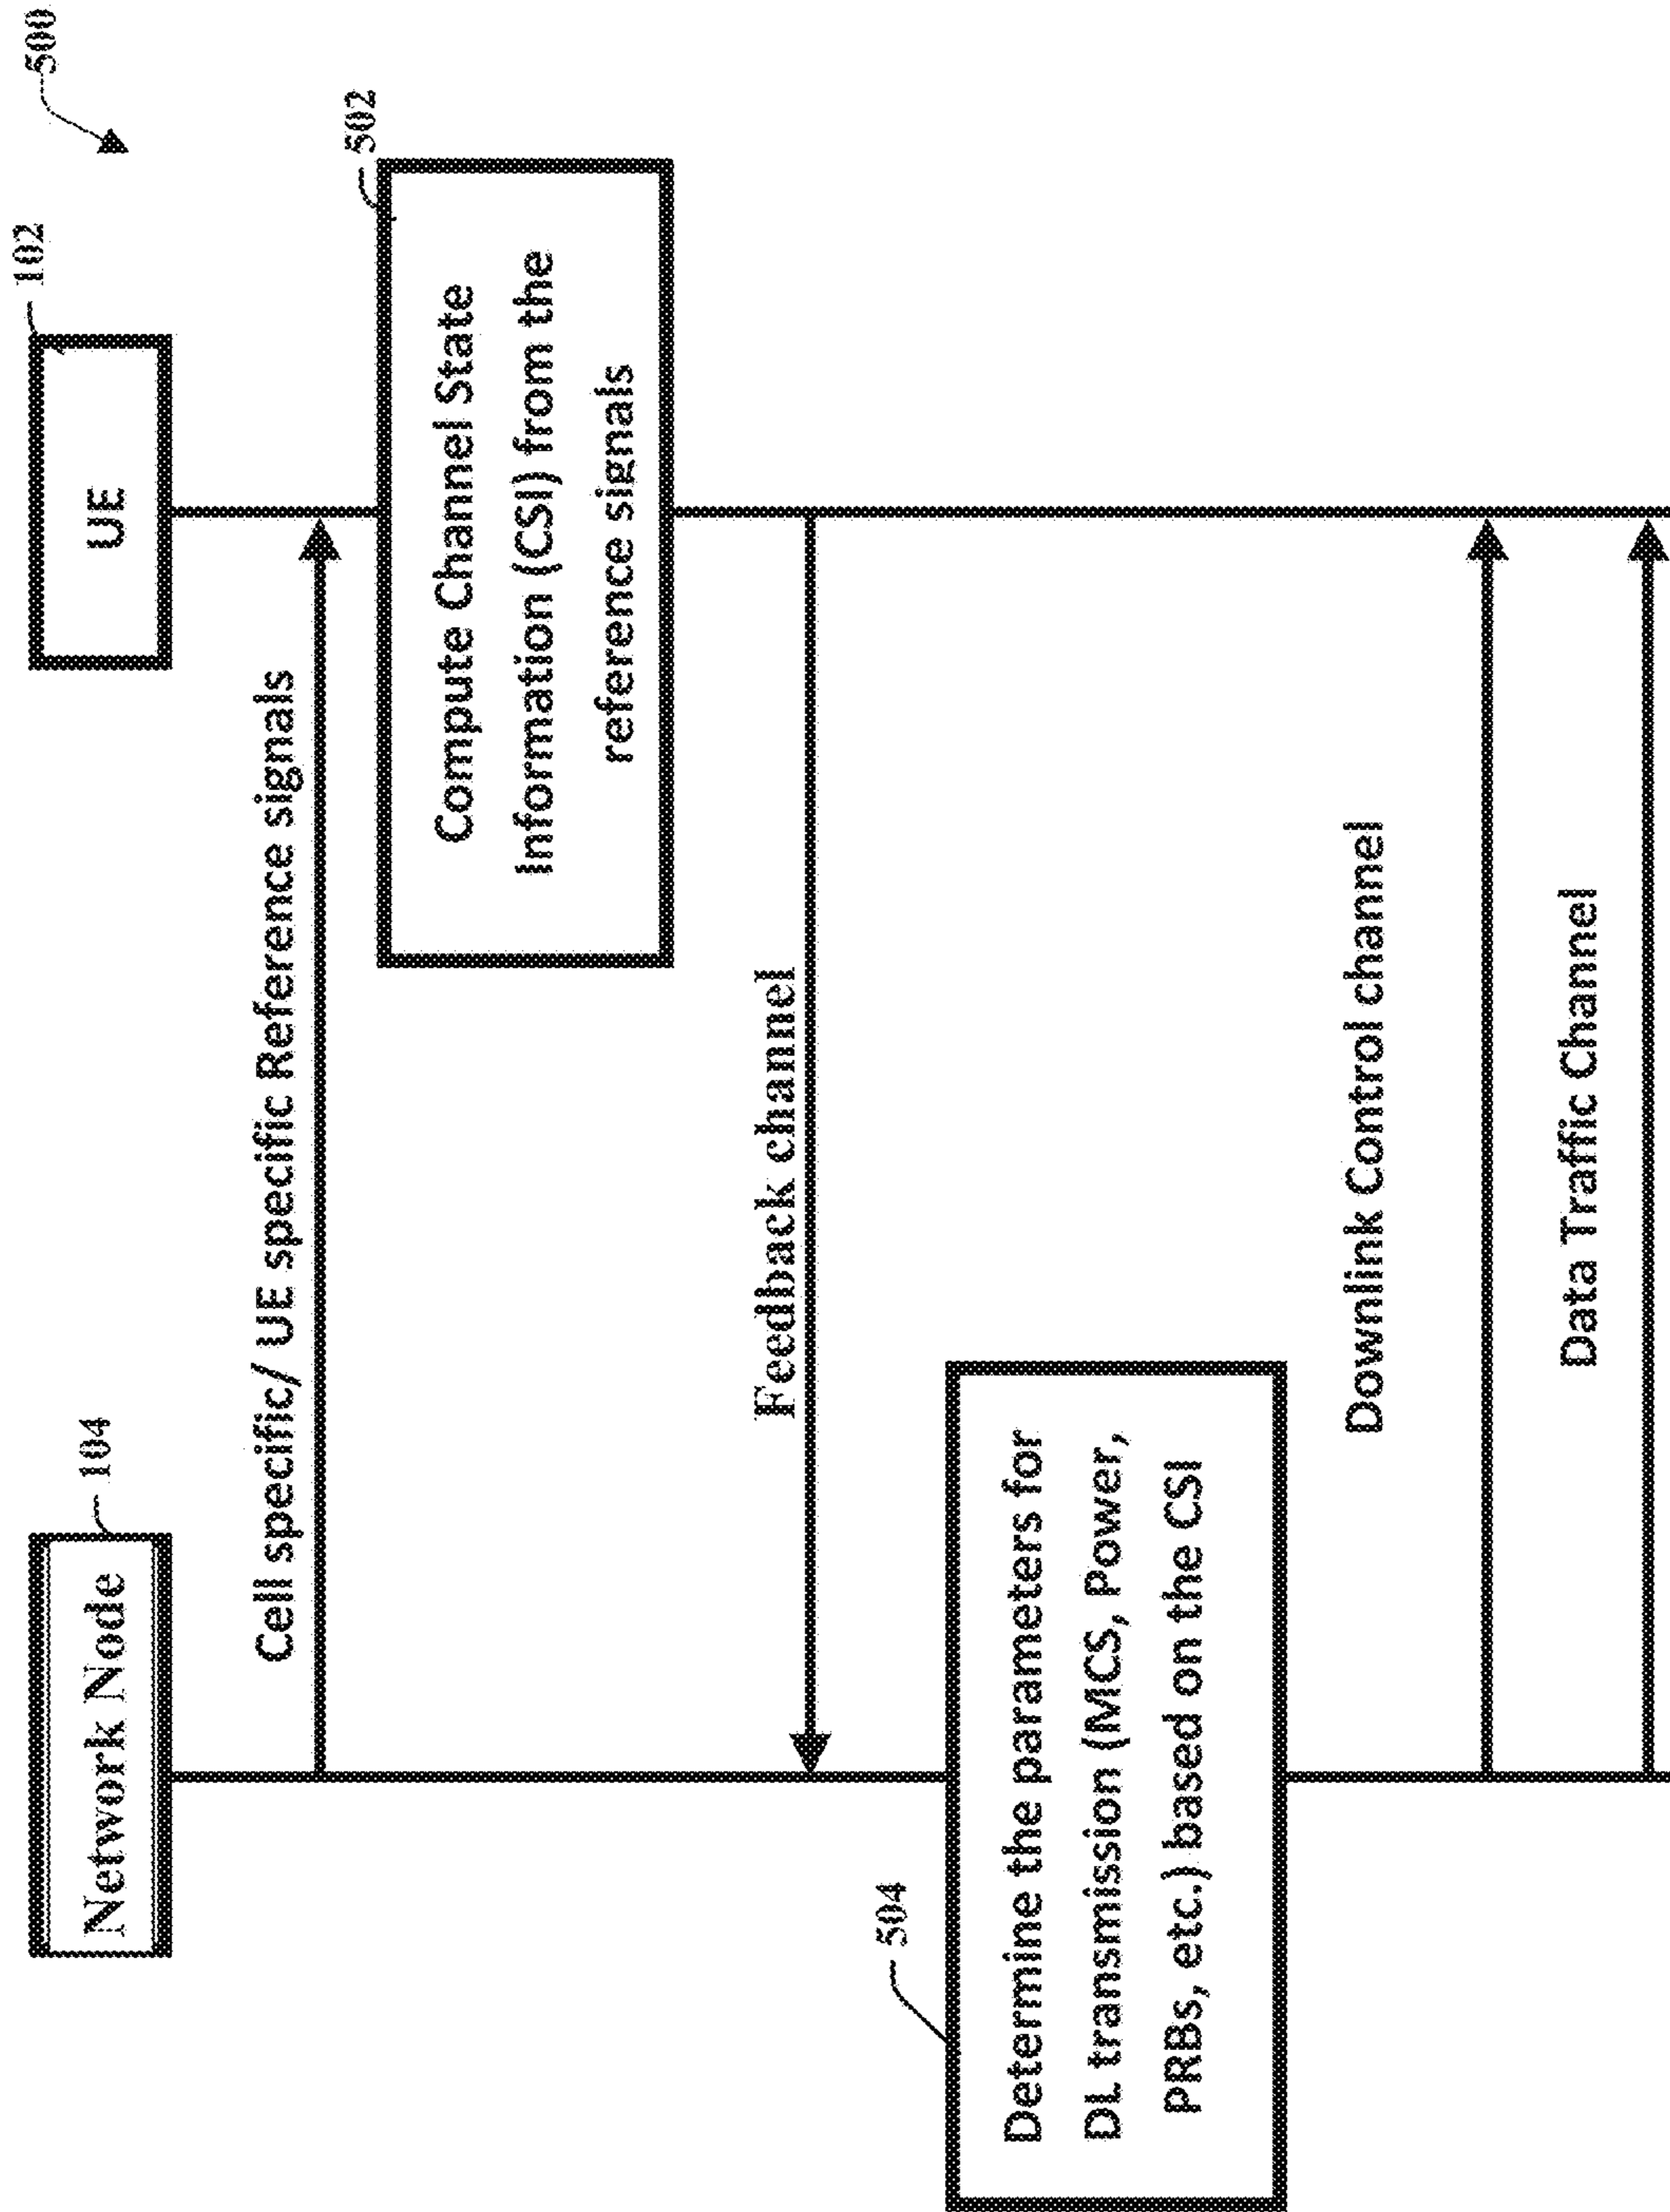 500
Network Node
104
UE
102
Cell specific/ UE specific Reference signals
502
Compute Channel State
Information (CSI) from the
reference signals
Feedback channel
504
Determine the parameters for
DL transmission (MCS, Power,
PRBs, etc.) based on the CSI
Downlink Control channel
Data Traffic Channel